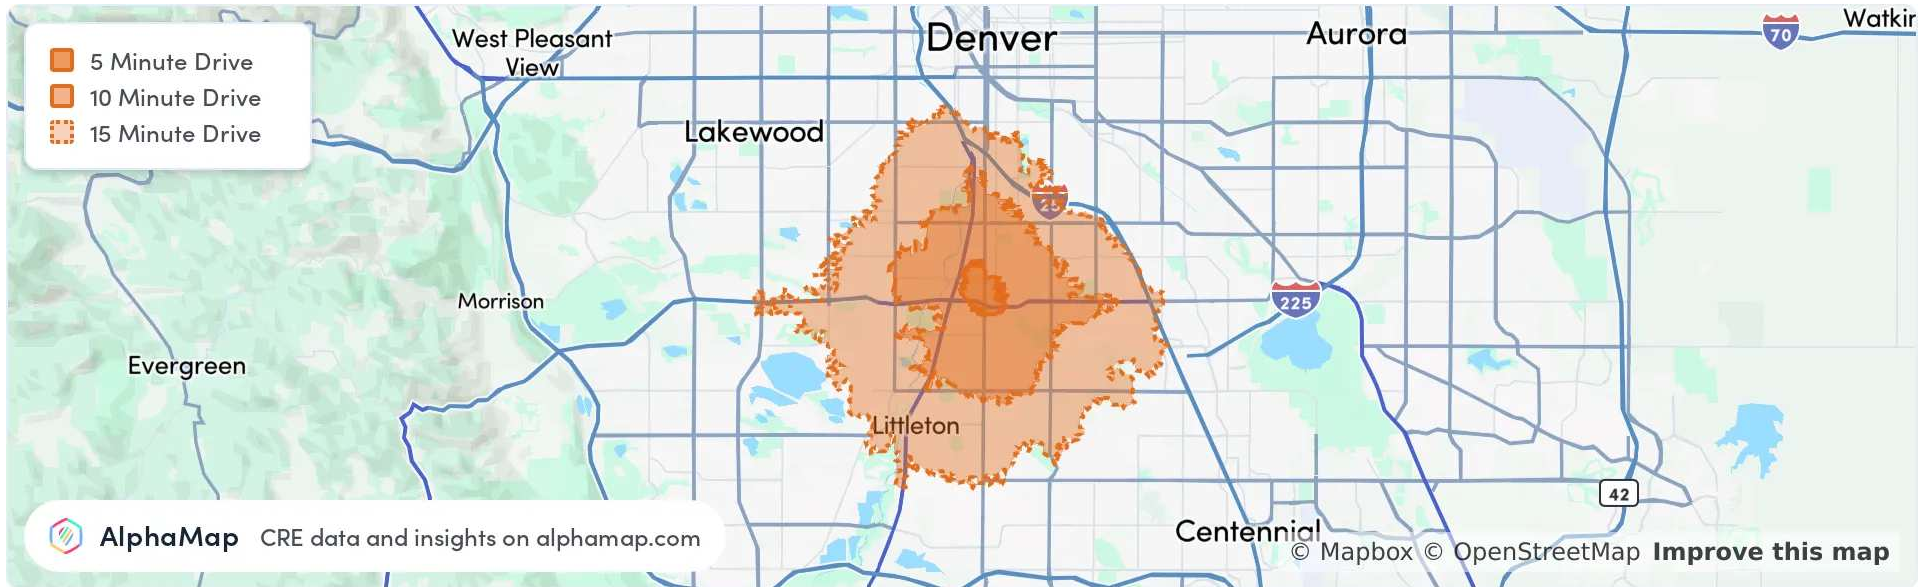 5 Minute Drive
10 Minute Drive
15 Minute Drive
West Pleasant
View
Denver
Aurora
70
Watkin
Lakewood
25
Morrison
225
Evergreen
Littleton
42
Centennial
AlphaMap CRE data and insights on alphamap.com
© Mapbox © OpenStreetMap Improve this map